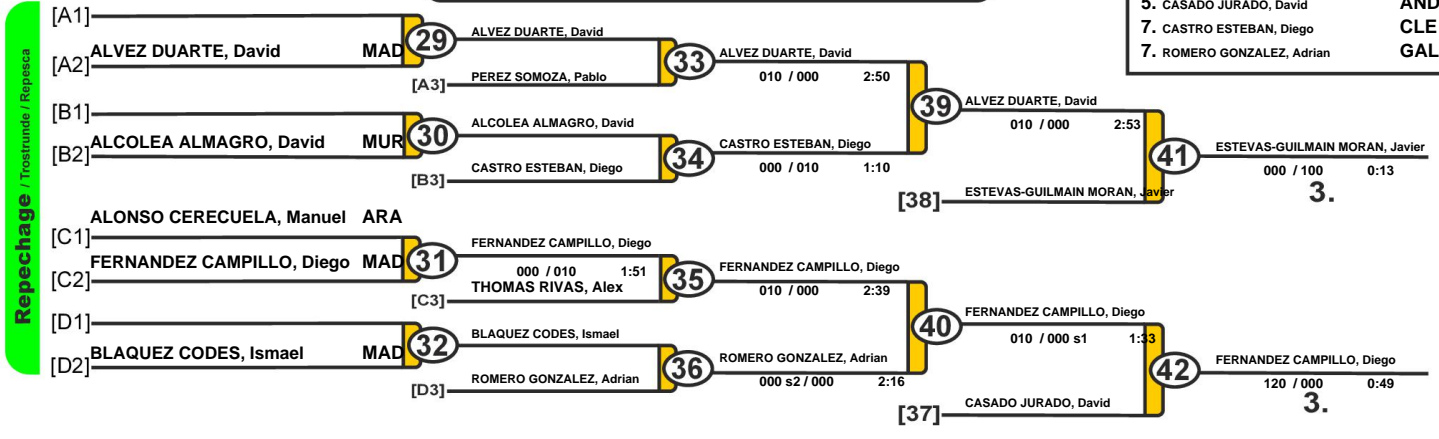 5. CASADO JURADO, David AND
7. CASTRO ESTEBAN, Diego CLE
7. ROMERO GONZALEZ, Adrian GAL
Repechage / Trostrunde / Repesca
[A1]
[A2] ALVEZ DUARTE, David MAD
29
ALVEZ DUARTE, David
[A3] PEREZ SOMOZA, Pablo
33
ALVEZ DUARTE, David
010 / 000 2:50
[B1]
[B2] ALCOLEA ALMAGRO, David MUR
30
ALCOLEA ALMAGRO, David
[B3] CASTRO ESTEBAN, Diego
34
CASTRO ESTEBAN, Diego
000 / 010 1:10
39
ALVEZ DUARTE, David
010 / 000 2:53
[38] ESTEVAS-GUILMAIN MORAN, Javier
41
ESTEVAS-GUILMAIN MORAN, Javier
000 / 100 0:13
3.
ALONSO CERECUELA, Manuel ARA
[C1]
FERNANDEZ CAMPILLO, Diego MAD
[C2]
31
FERNANDEZ CAMPILLO, Diego
000 / 010 1:51
THOMAS RIVAS, Alex
[C3]
35
FERNANDEZ CAMPILLO, Diego
010 / 000 2:39
[D1]
[D2] BLAQUEZ CODES, Ismael MAD
32
BLAQUEZ CODES, Ismael
[D3] ROMERO GONZALEZ, Adrian
36
ROMERO GONZALEZ, Adrian
000 s2 / 000 2:16
40
FERNANDEZ CAMPILLO, Diego
010 / 000 s1 1:33
[37] CASADO JURADO, David
42
FERNANDEZ CAMPILLO, Diego
120 / 000 0:49
3.